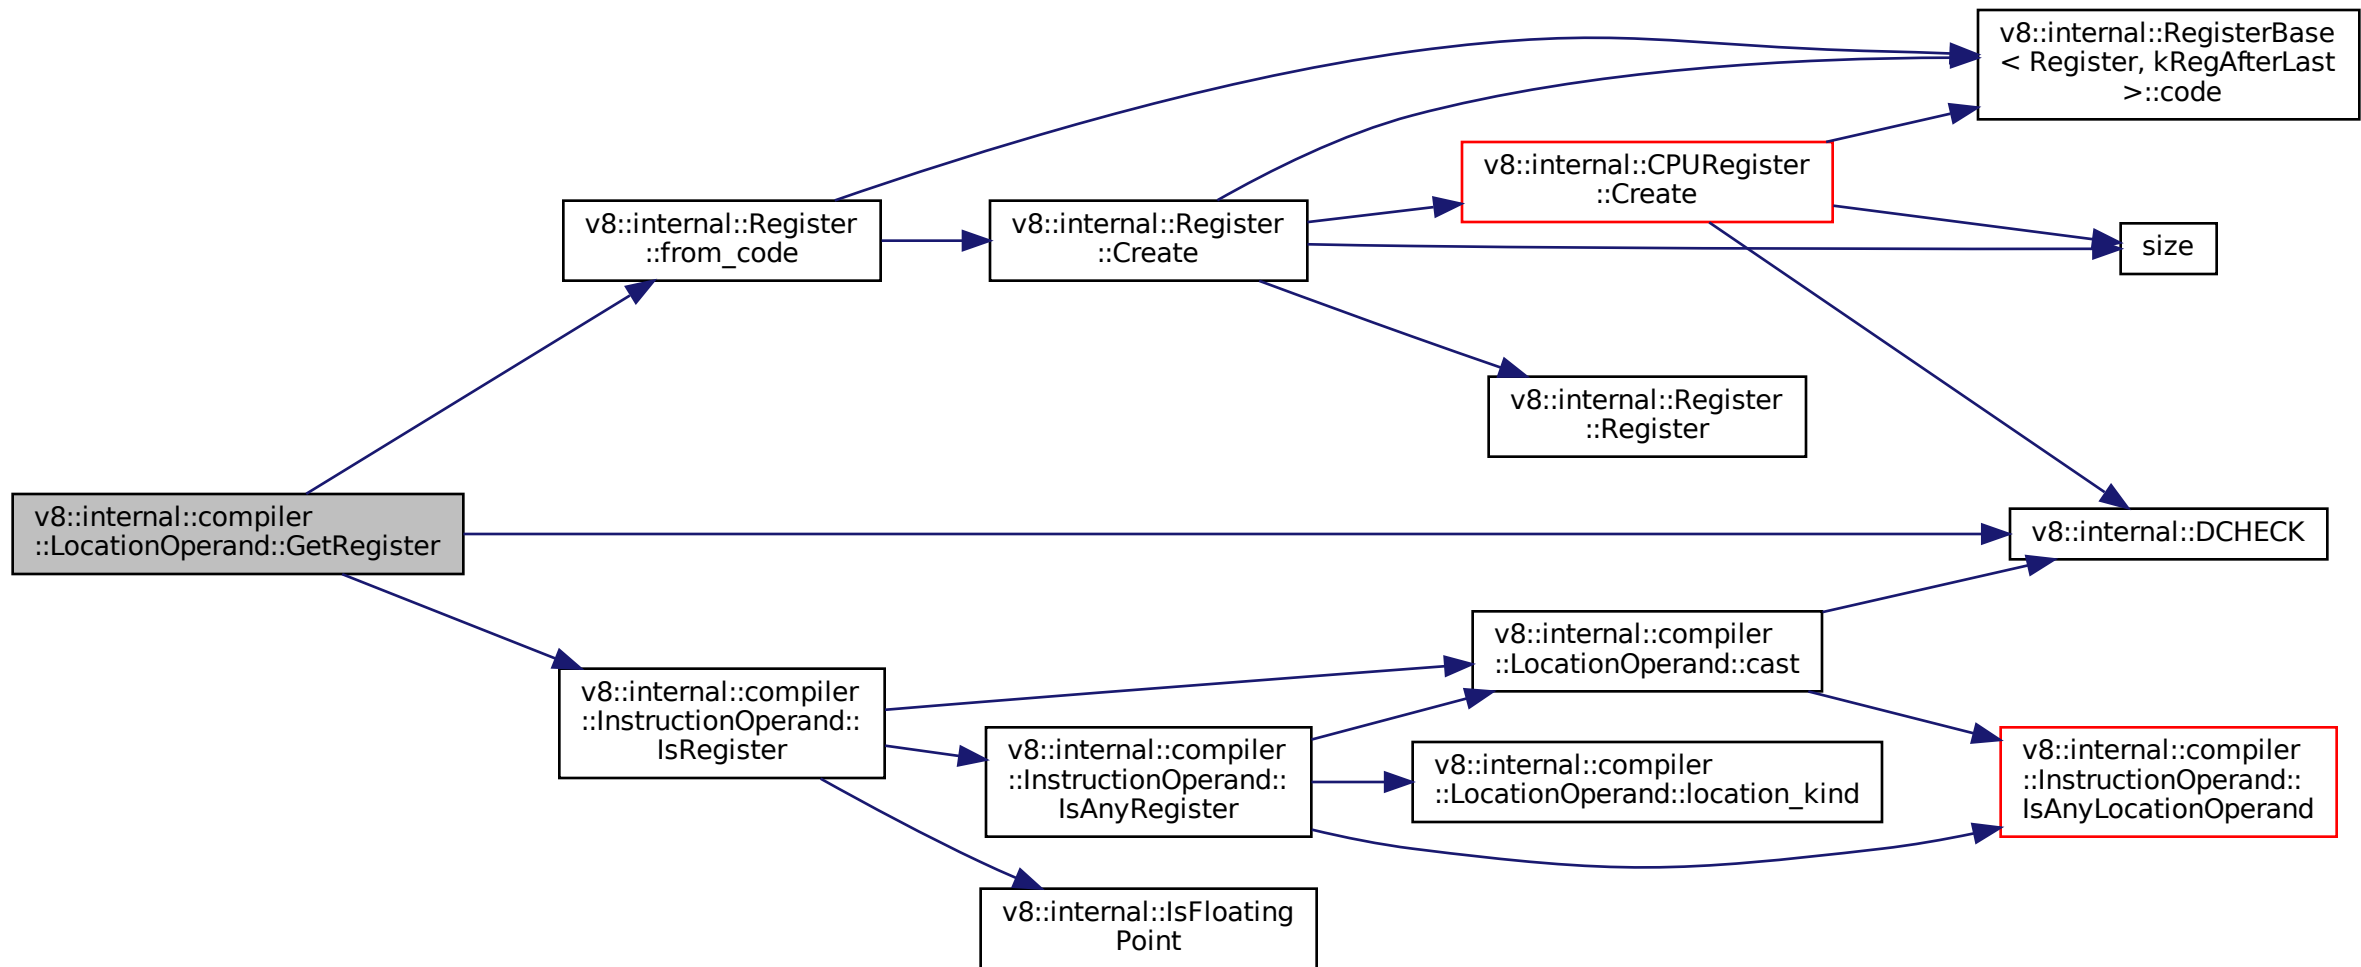 v8::internal::RegisterBase
< Register, kRegAfterLast
>::code
v8::internal::CPURegister
::Create
v8::internal::Register
::from_code
v8::internal::Register
::Create
size
v8::internal::Register
::Register
v8::internal::compiler
::LocationOperand::GetRegister
v8::internal::DCHECK
v8::internal::compiler
::LocationOperand::cast
v8::internal::compiler
::InstructionOperand::
IsRegister
v8::internal::compiler
::InstructionOperand::
IsAnyRegister
v8::internal::compiler
::LocationOperand::location_kind
v8::internal::compiler
::InstructionOperand::
IsAnyLocationOperand
v8::internal::IsFloating
Point